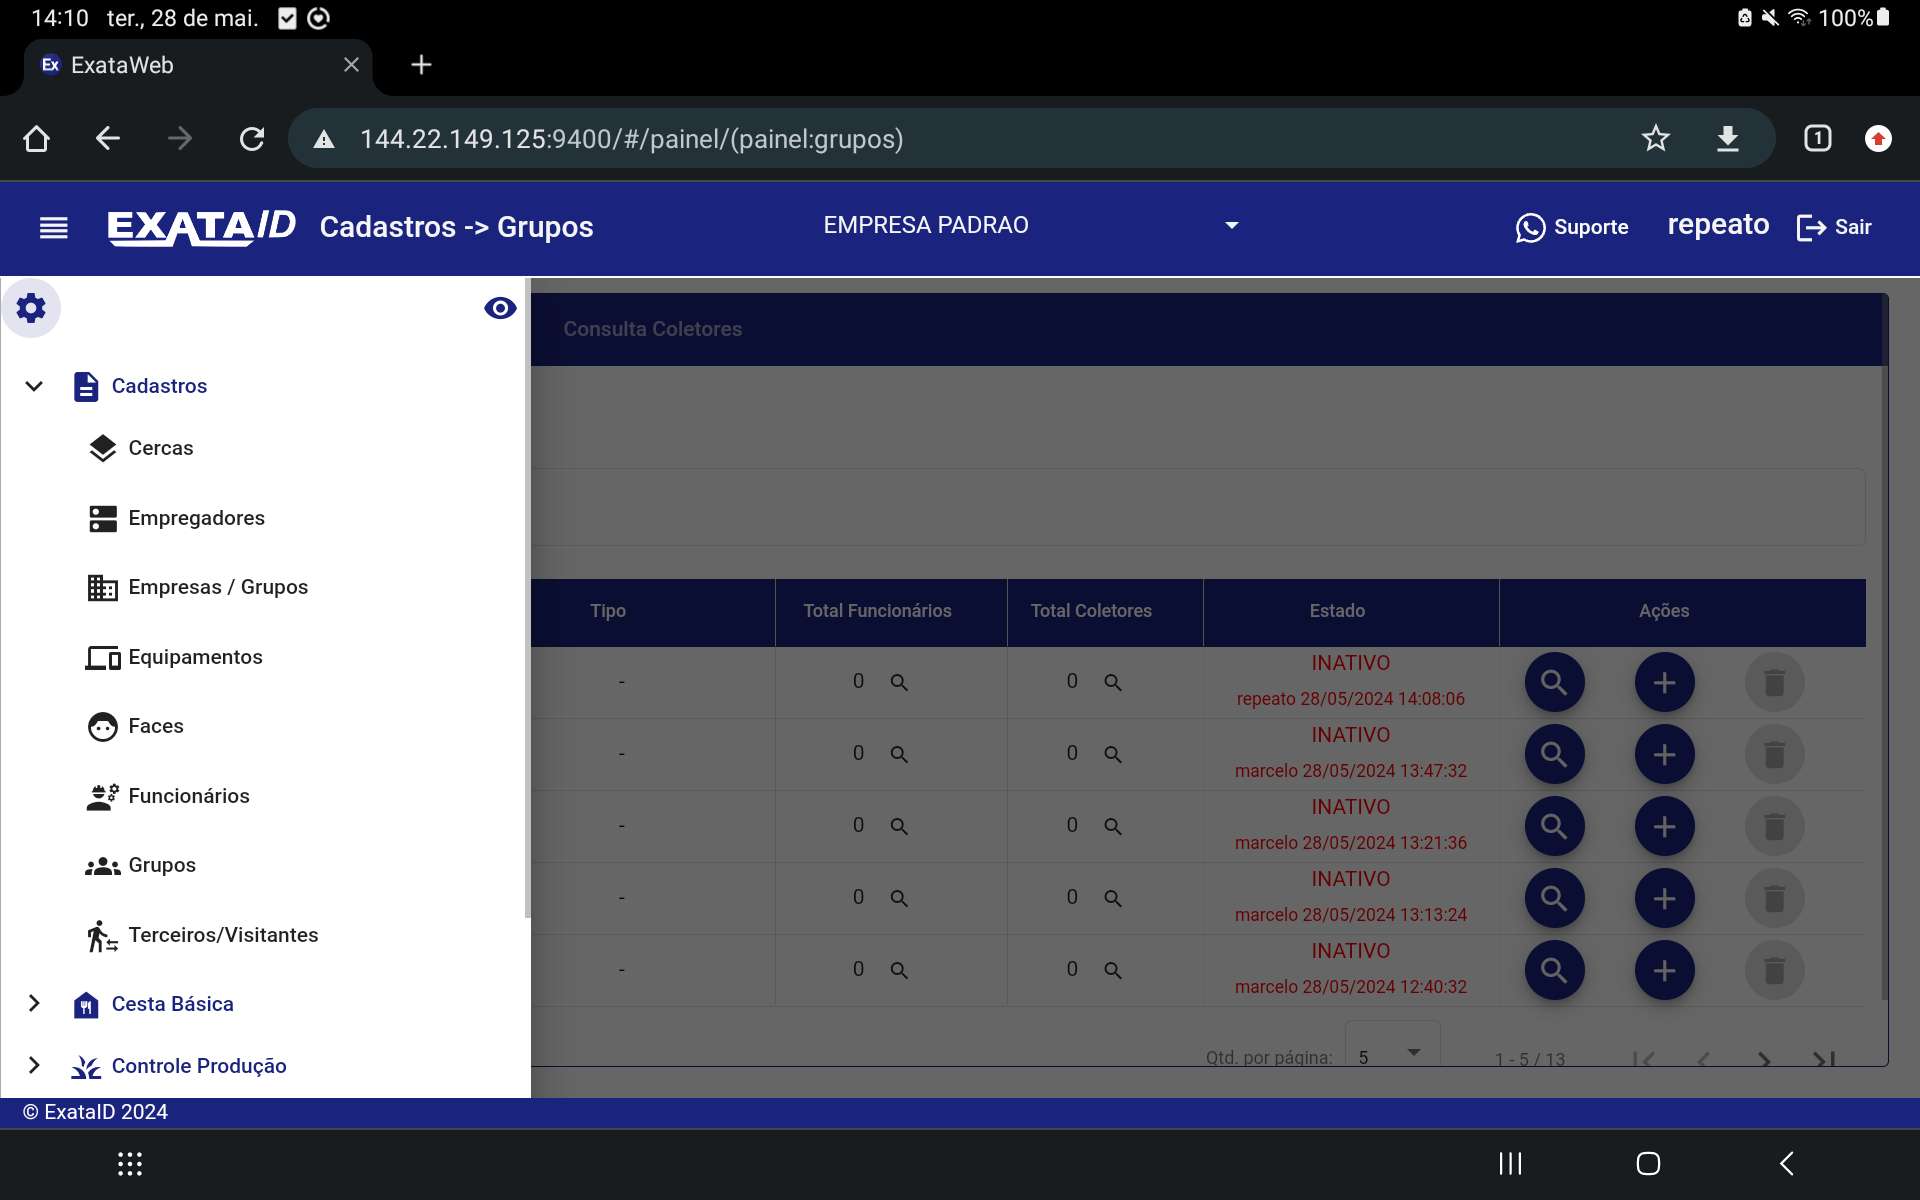 14:10 ter., 28 de mai. 100%
Ex ExataWeb
144.22.149.125:9400/#/painel/(painel:grupos) 1
EXATAID Cadastros -> Grupos EMPRESA PADRAO Suporte repeato Sair
Consulta Coletores
Cadastros
Cercas
Empregadores
Empresas / Grupos
Equipamentos
Faces
Funcionários
Grupos
Terceiros/Visitantes
Cesta Básica
Controle Produção
Tipo Total Funcionários Total Coletores Estado Ações
- 0 0 INATIVO
repeato 28/05/2024 14:08:06
- 0 0 INATIVO
marcelo 28/05/2024 13:47:32
- 0 0 INATIVO
marcelo 28/05/2024 13:21:36
- 0 0 INATIVO
marcelo 28/05/2024 13:13:24
- 0 0 INATIVO
marcelo 28/05/2024 12:40:32
Qtd. por página: 5 1 - 5 / 13
© ExataID 2024